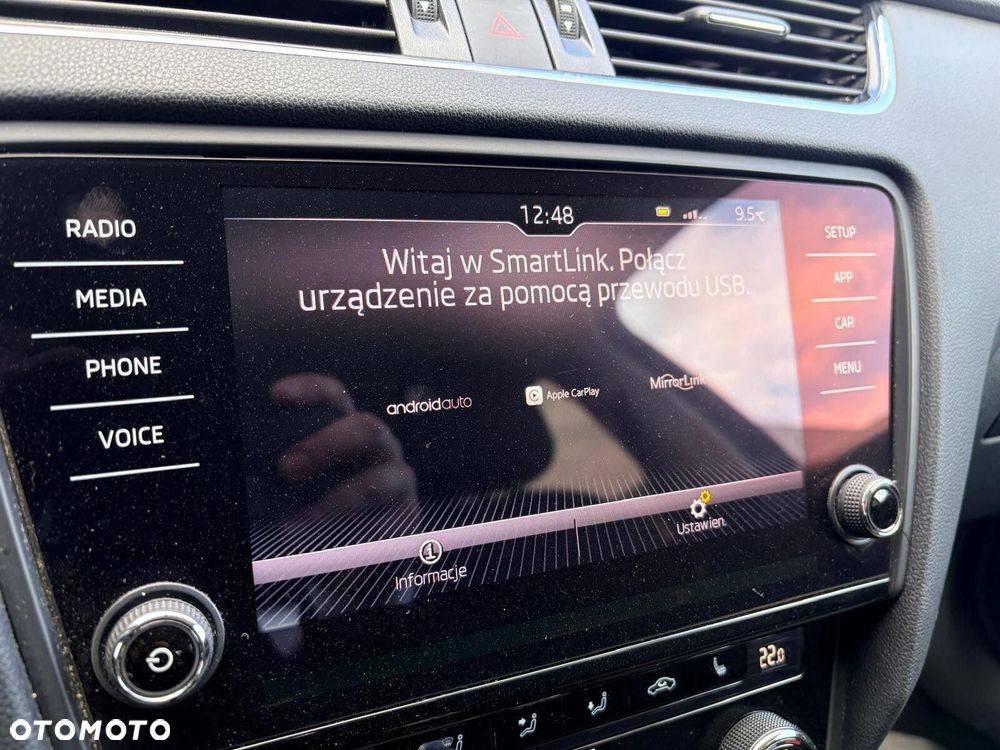 12:48
9.5°C
RADIO
MEDIA
PHONE
VOICE
Witaj w SmartLink. Połącz
urządzenie za pomocą przewodu USB.
androidauto
Apple CarPlay
MirrorLink
Informacje
Ustawien.
SETUP
APP
CAR
MENU
22.0
OTOMOTO